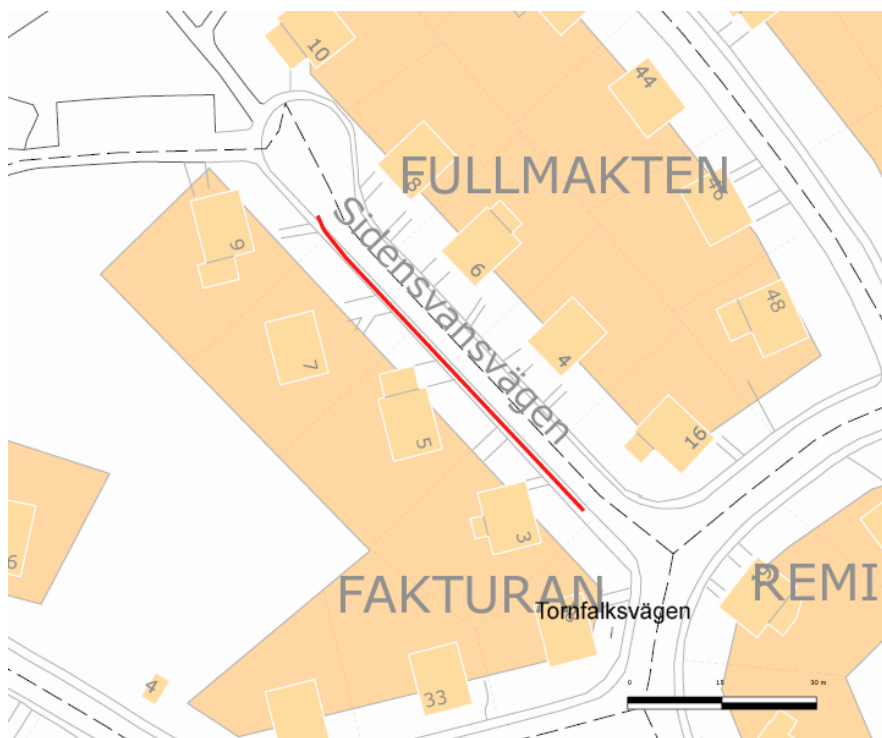 10
44
FULLMAKTEN
8
46
Sidensvansvägen
9
6
48
7
4
5
16
3
6
FAKTURAN
REMI
Tornfalksvägen
4
33
0 15 30 m